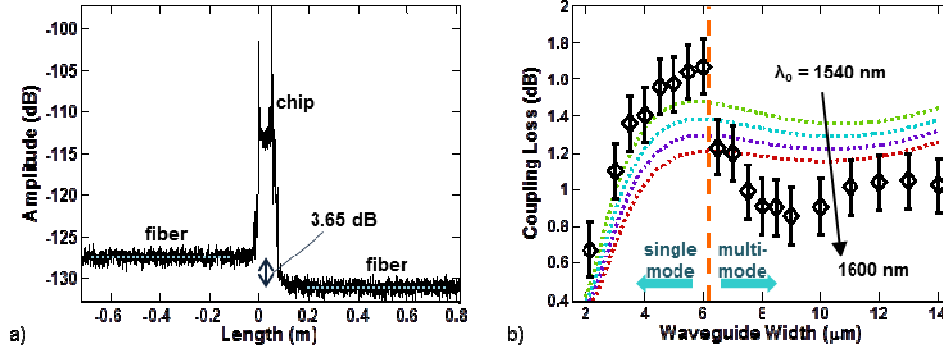 -100
-105
-110
-115
-120
-125
-130
Amplitude (dB)
chip
3.65 dB
fiber
fiber
-0.6 -0.4 -0.2 0 0.2 0.4 0.6 0.8
Length (m)
a)
2
1.8
1.6
1.4
1.2
1
0.8
0.6
0.4
Coupling Loss (dB)
λ₀ = 1540 nm
1600 nm
single
mode
multi-
mode
2 4 6 8 10 12 14
Waveguide Width (μm)
b)